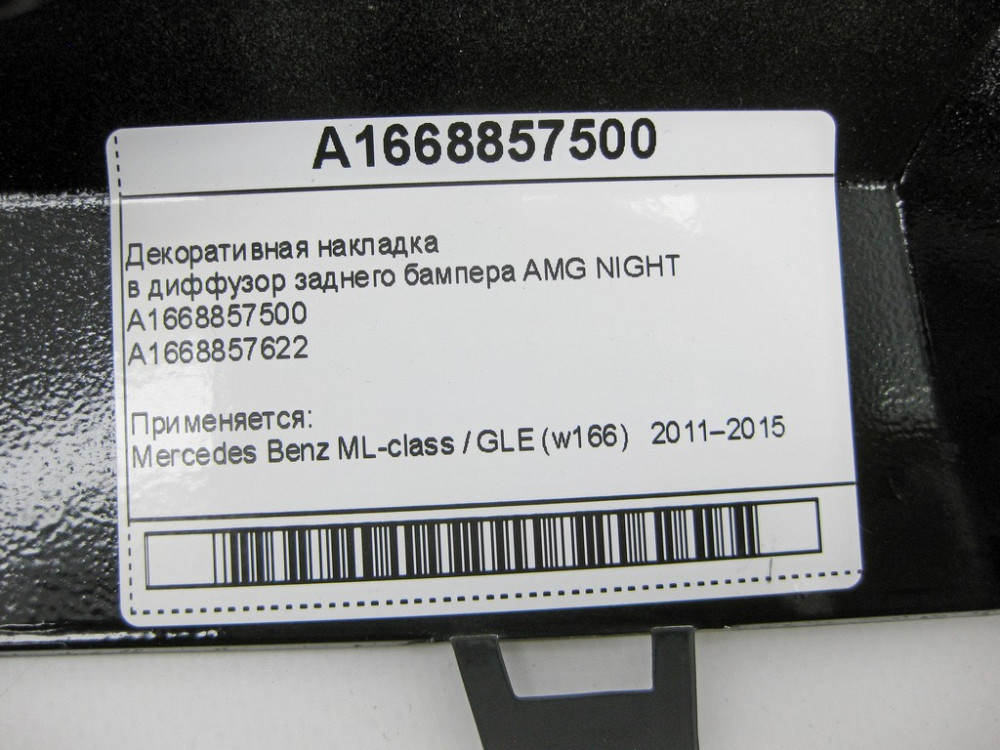 A1668857500
Декоративная накладка
в диффузор заднего бампера AMG NIGHT
A1668857500
A1668857622
Применяется:
Mercedes Benz ML-class / GLE (w166) 2011–2015